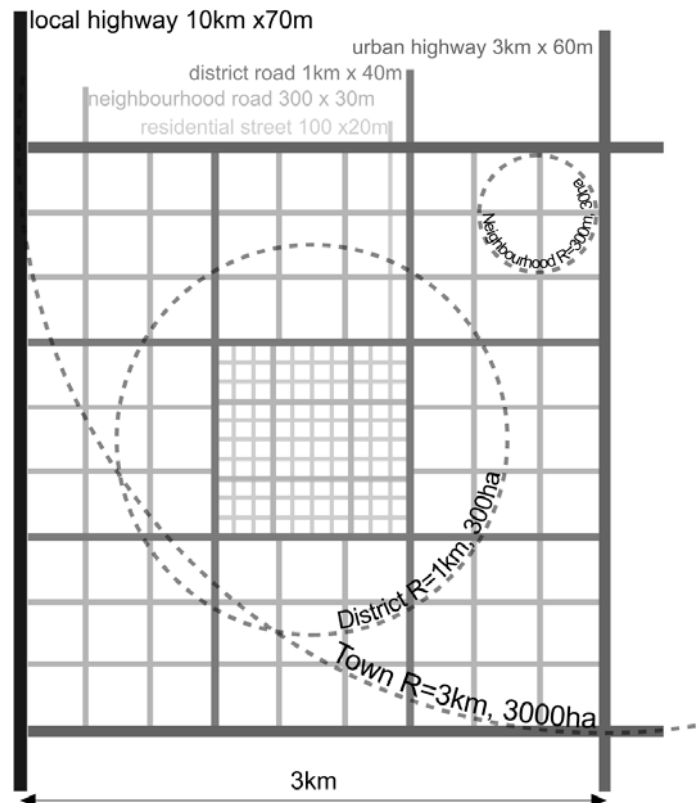 local highway 10km x70m
urban highway 3km x 60m
district road 1km x 40m
neighbourhood road 300 x 30m
residential street 100 x20m
Neighbourhood R=300m, 30ha
District R=1km, 300ha
Town R=3km, 3000ha
3km